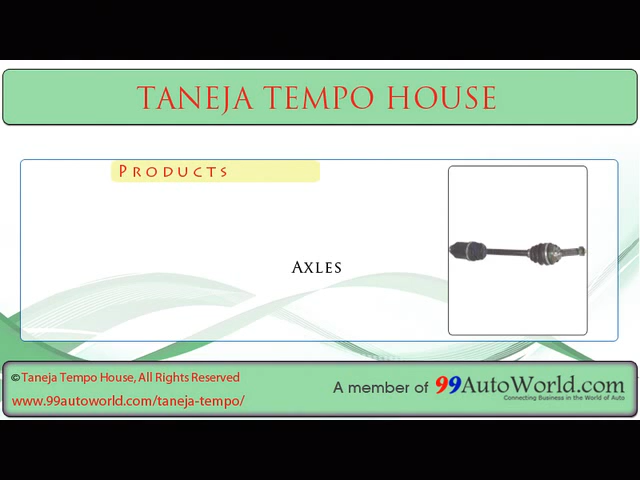 TANEJA TEMPO HOUSE
PRODUCTS
AXLES
©Taneja Tempo House, All Rights Reserved
www.99autoworld.com/taneja-tempo/
A member of 99AutoWorld.com
Connecting Business in the World of Auto